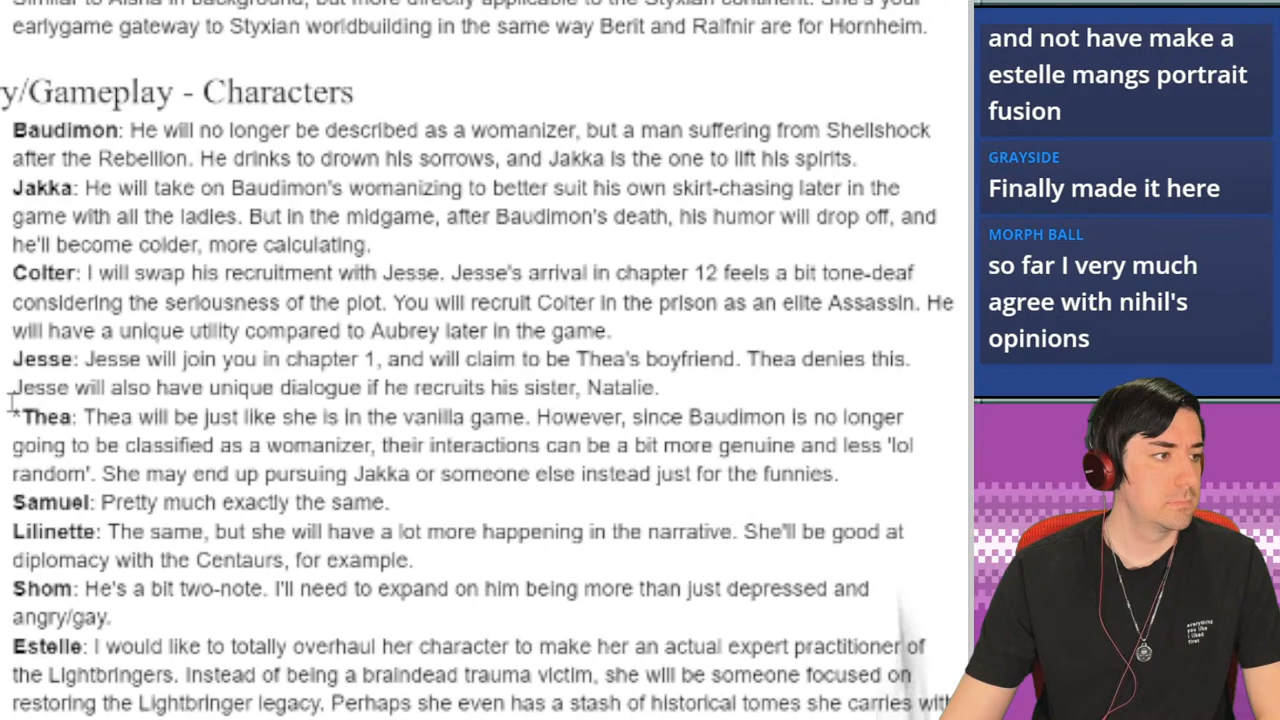 Similar to Aisha in background, but more directly applicable to the Styxian continent. She's your
earlygame gateway to Styxian worldbuilding in the same way Berit and Ralfnir are for Hornheim.
y/Gameplay - Characters
Baudimon: He will no longer be described as a womanizer, but a man suffering from Shellshock
after the Rebellion. He drinks to drown his sorrows, and Jakka is the one to lift his spirits.
Jakka: He will take on Baudimon's womanizing to better suit his own skirt-chasing later in the
game with all the ladies. But in the midgame, after Baudimon's death, his humor will drop off, and
he'll become colder, more calculating.
Colter: I will swap his recruitment with Jesse. Jesse's arrival in chapter 12 feels a bit tone-deaf
considering the seriousness of the plot. You will recruit Colter in the prison as an elite Assassin. He
will have a unique utility compared to Aubrey later in the game.
Jesse: Jesse will join you in chapter 1, and will claim to be Thea's boyfriend. Thea denies this.
Jesse will also have unique dialogue if he recruits his sister, Natalie.
*Thea: Thea will be just like she is in the vanilla game. However, since Baudimon is no longer
going to be classified as a womanizer, their interactions can be a bit more genuine and less 'lol
random'. She may end up pursuing Jakka or someone else instead just for the funnies.
Samuel: Pretty much exactly the same.
Lilinette: The same, but she will have a lot more happening in the narrative. She'll be good at
diplomacy with the Centaurs, for example.
Shom: He's a bit two-note. I'll need to expand on him being more than just depressed and
angry/gay.
Estelle: I would like to totally overhaul her character to make her an actual expert practitioner of
the Lightbringers. Instead of being a braindead trauma victim, she will be someone focused on
restoring the Lightbringer legacy. Perhaps she even has a stash of historical tomes she carries with
and not have make a
estelle mangs portrait
fusion
GRAYSIDE
Finally made it here
MORPH BALL
so far I very much
agree with nihil's
opinions
everything
you like
I liked
first